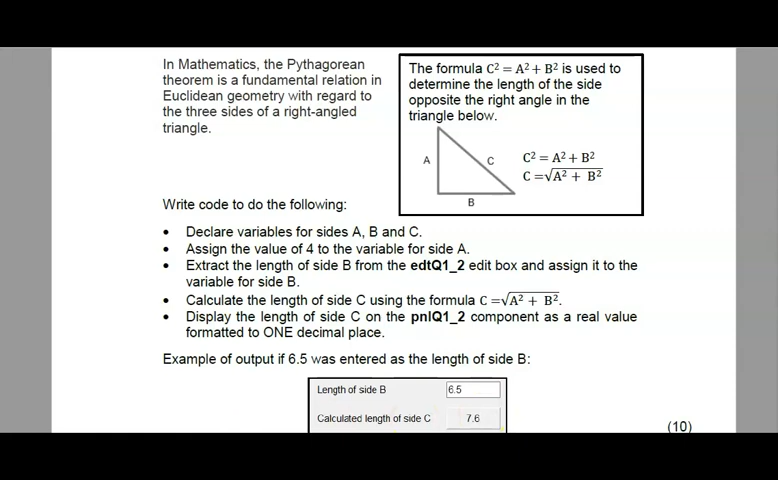 In Mathematics, the Pythagorean
theorem is a fundamental relation in
Euclidean geometry with regard to
the three sides of a right-angled
triangle.
The formula C² = A² + B² is used to
determine the length of the side
opposite the right angle in the
triangle below.
A
C
B
C² = A² + B²
C =√A² + B²
Write code to do the following:
• Declare variables for sides A, B and C.
• Assign the value of 4 to the variable for side A.
• Extract the length of side B from the edtQ1_2 edit box and assign it to the
variable for side B.
• Calculate the length of side C using the formula C =√A² + B².
• Display the length of side C on the pnlQ1_2 component as a real value
formatted to ONE decimal place.
Example of output if 6.5 was entered as the length of side B:
Length of side B 6.5
Calculated length of side C 7.6
(10)